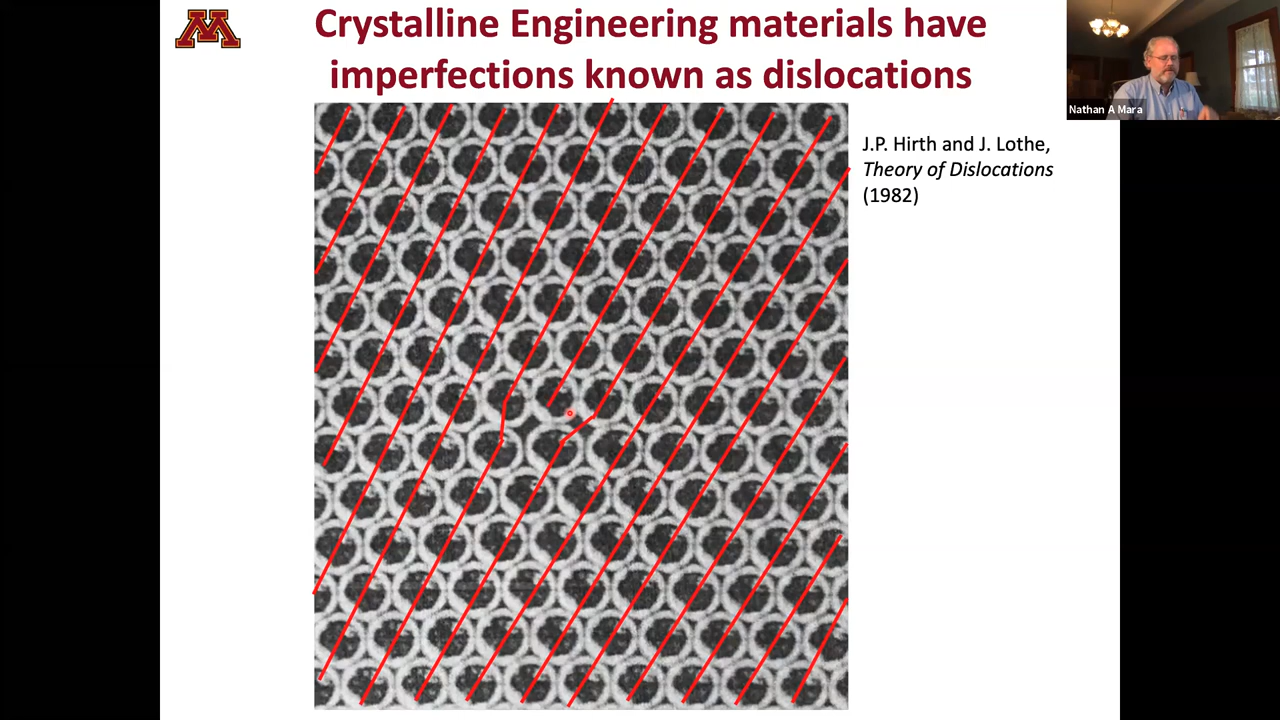 M
Crystalline Engineering materials have
imperfections known as dislocations
Nathan A Mara
J.P. Hirth and J. Lothe,
Theory of Dislocations
(1982)